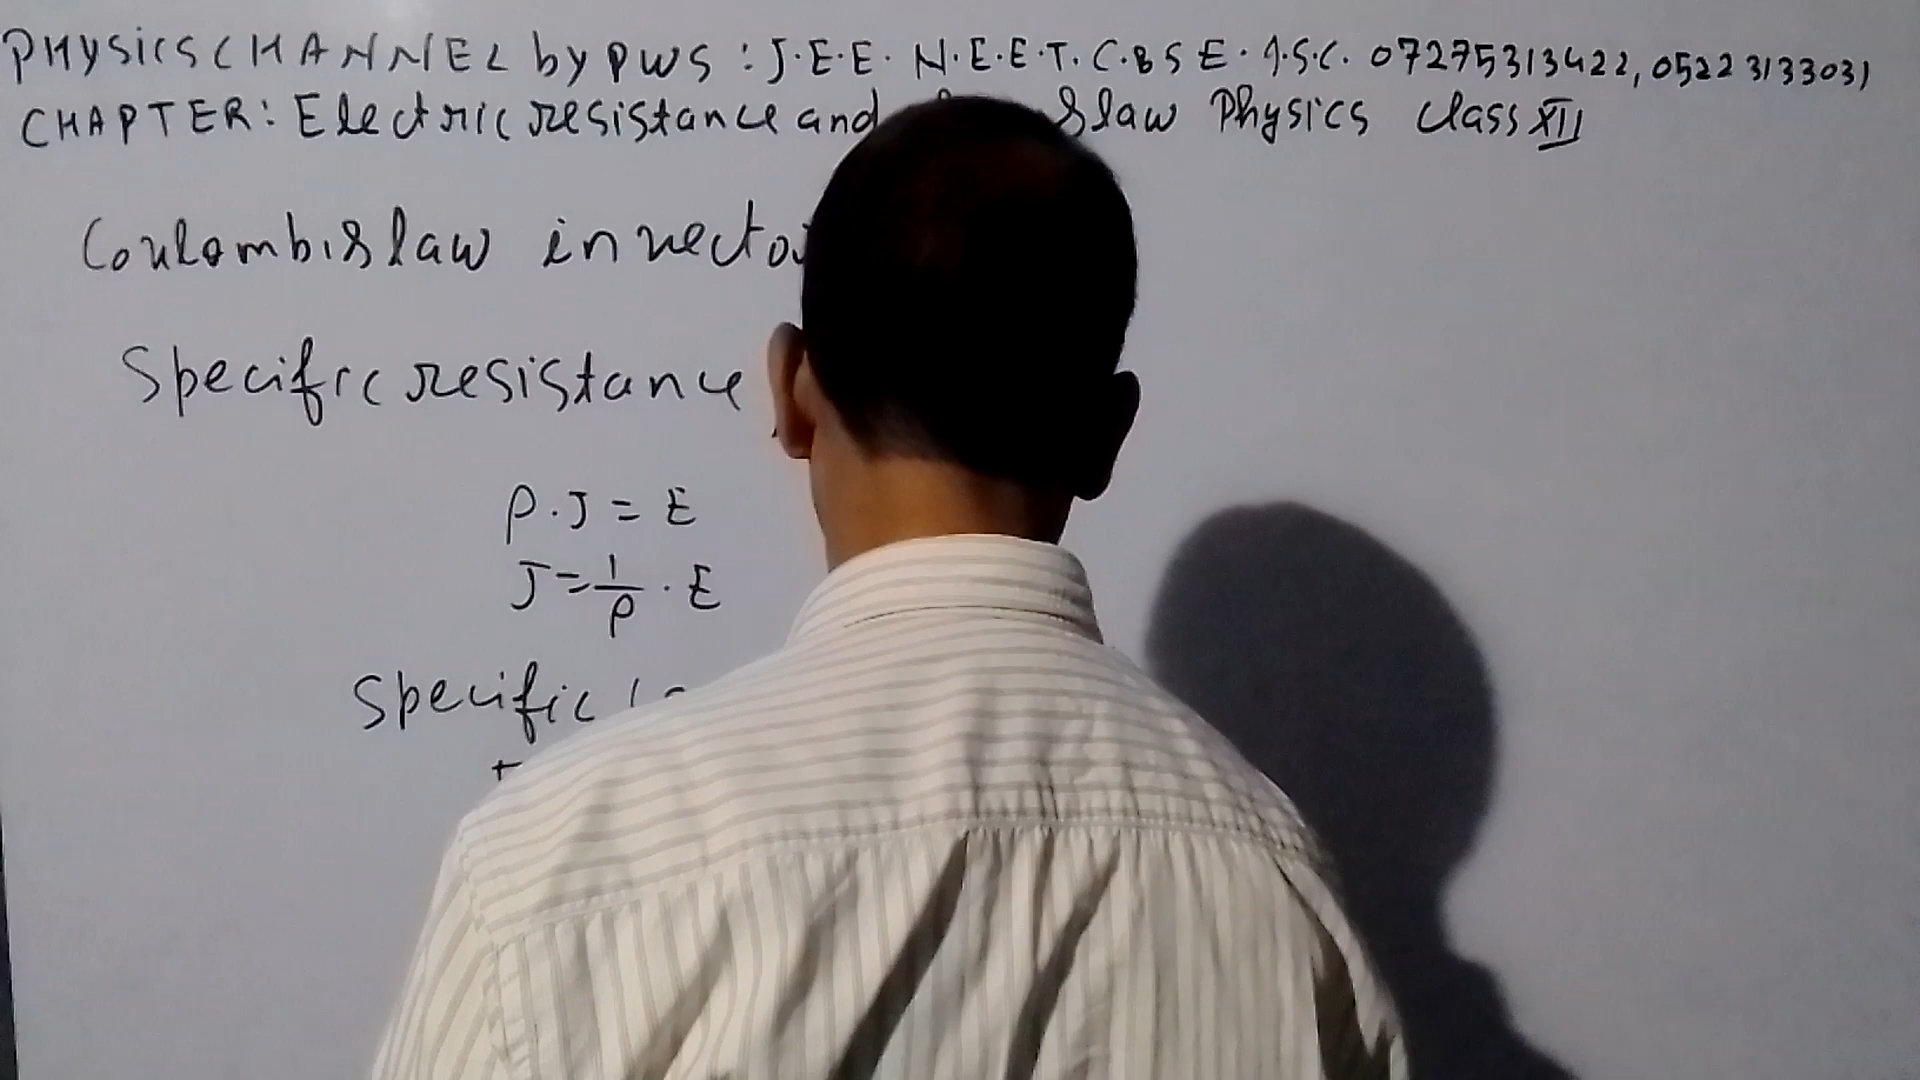 PHYSICS CHANNEL by PWS : J.E.E. N.E.E.T. C.B S E. I.S.C. 07275313422, 05223133031
CHAPTER: Electric resistance and law Physics Class XII
Coulomb's law in
Specific resistance
ρ.J = E
J = 1/ρ . E
Specific